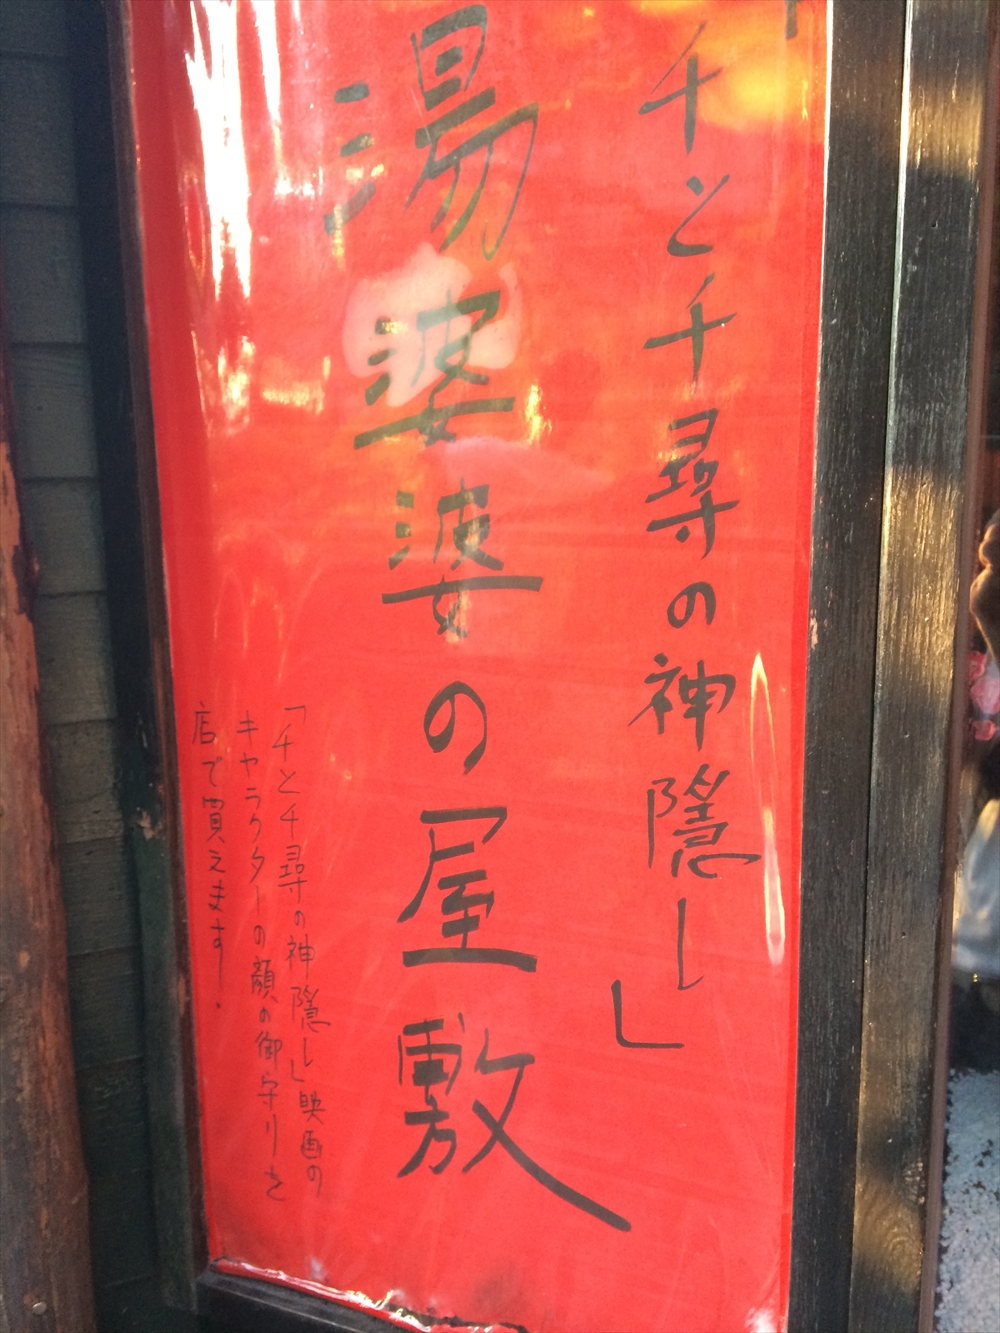 「千と千尋の神隠し」
湯婆婆の屋敷
「千と千尋の神隠し」映画の
キャラクターの顔の御守りを
店で買えます！